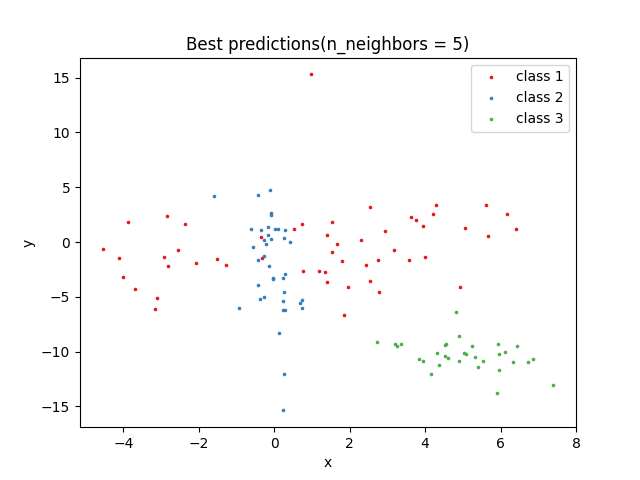 Best predictions(n_neighbors = 5)
class 1
class 2
class 3
15
10
5
0
−5
−10
−15
y
−4
−2
0
2
4
6
8
x